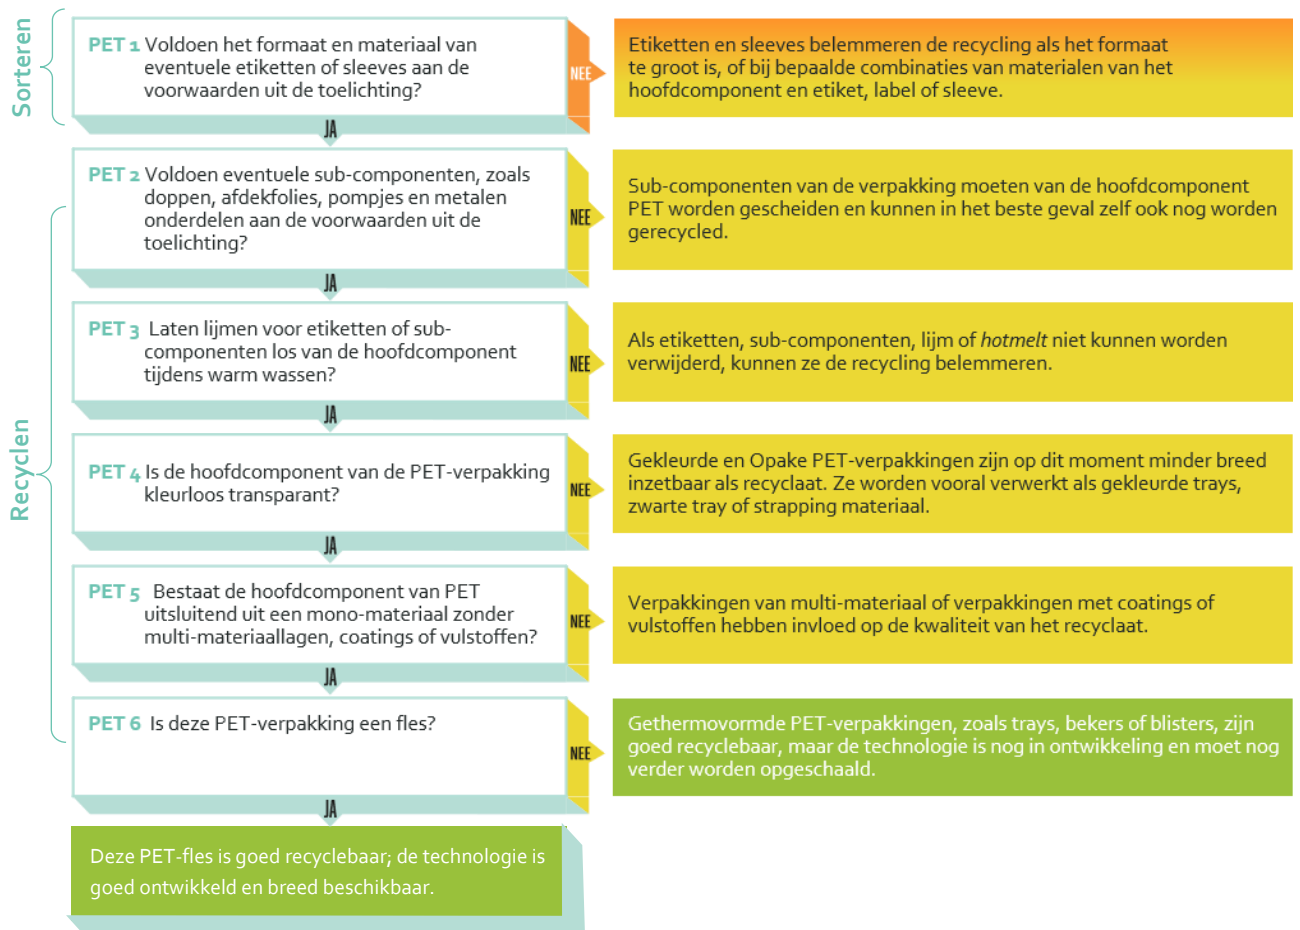 Sorteren
PET 1 Voldoen het formaat en materiaal van
eventuele etiketten of sleeves aan de
voorwaarden uit de toelichting?
NEE
Etiketten en sleeves belemmeren de recycling als het formaat
te groot is, of bij bepaalde combinaties van materialen van het
hoofdcomponent en etiket, label of sleeve.
JA
Recyclen
PET 2 Voldoen eventuele sub-componenten, zoals
doppen, afdekfolies, pompjes en metalen
onderdelen aan de voorwaarden uit de
toelichting?
NEE
Sub-componenten van de verpakking moeten van de hoofdcomponent
PET worden gescheiden en kunnen in het beste geval zelf ook nog worden
gerecycled.
JA
PET 3 Laten lijmen voor etiketten of sub-
componenten los van de hoofdcomponent
tijdens warm wassen?
NEE
Als etiketten, sub-componenten, lijm of hotmelt niet kunnen worden
verwijderd, kunnen ze de recycling belemmeren.
JA
PET 4 Is de hoofdcomponent van de PET-verpakking
kleurloos transparant?
NEE
Gekleurde en Opake PET-verpakkingen zijn op dit moment minder breed
inzetbaar als recyclaat. Ze worden vooral verwerkt als gekleurde trays,
zwarte tray of strapping materiaal.
JA
PET 5 Bestaat de hoofdcomponent van PET
uitsluitend uit een mono-materiaal zonder
multi-materiaallagen, coatings of vulstoffen?
NEE
Verpakkingen van multi-materiaal of verpakkingen met coatings of
vulstoffen hebben invloed op de kwaliteit van het recyclaat.
JA
PET 6 Is deze PET-verpakking een fles?
NEE
Gethermovormde PET-verpakkingen, zoals trays, bekers of blisters, zijn
goed recyclebaar, maar de technologie is nog in ontwikkeling en moet nog
verder worden opgeschaald.
JA
Deze PET-fles is goed recyclebaar; de technologie is
goed ontwikkeld en breed beschikbaar.